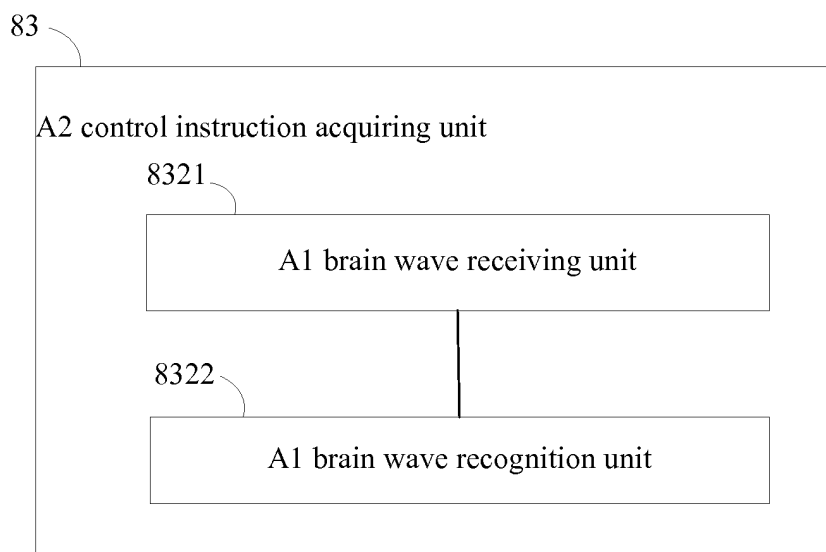 83
A2 control instruction acquiring unit
8321
A1 brain wave receiving unit
8322
A1 brain wave recognition unit